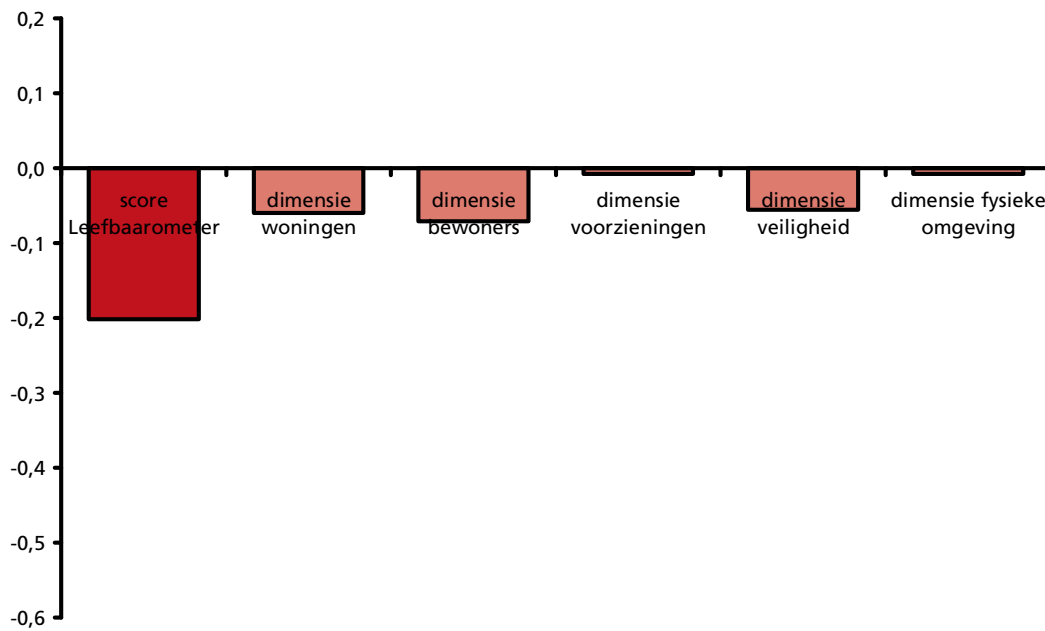 0,2
0,1
0,0
-0,1
-0,2
-0,3
-0,4
-0,5
-0,6
score
Leefbaarometer
dimensie
woningen
dimensie
bewoners
dimensie
voorzieningen
dimensie
veiligheid
dimensie fysieke
omgeving